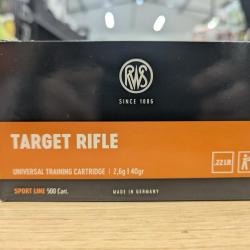 RWS
SINCE 1886
TARGET RIFLE
UNIVERSAL TRAINING CARTRIDGE | 2,6g | 40gr
.22 LR
SPORT LINE 500 Cart.
MADE IN GERMANY